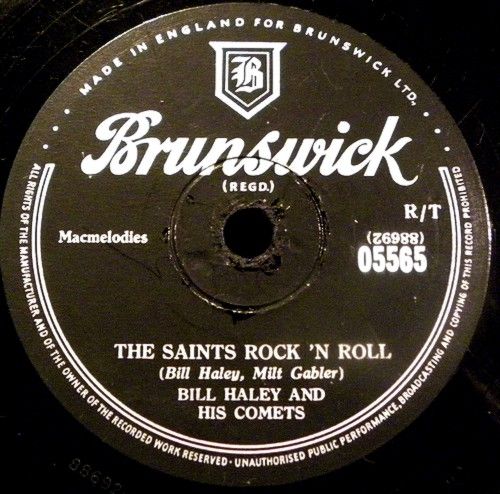 MADE IN ENGLAND FOR BRUNSWICK LTD.
B
Brunswick
(REGD.)
R/T
Macmelodies
(88692)
05565
THE SAINTS ROCK 'N ROLL
(Bill Haley, Milt Gabler)
BILL HALEY AND
HIS COMETS
ALL RIGHTS OF THE MANUFACTURER AND OF THE OWNER OF THE RECORDED WORK RESERVED · UNAUTHORISED PUBLIC PERFORMANCE, BROADCASTING AND COPYING OF THIS RECORD PROHIBITED